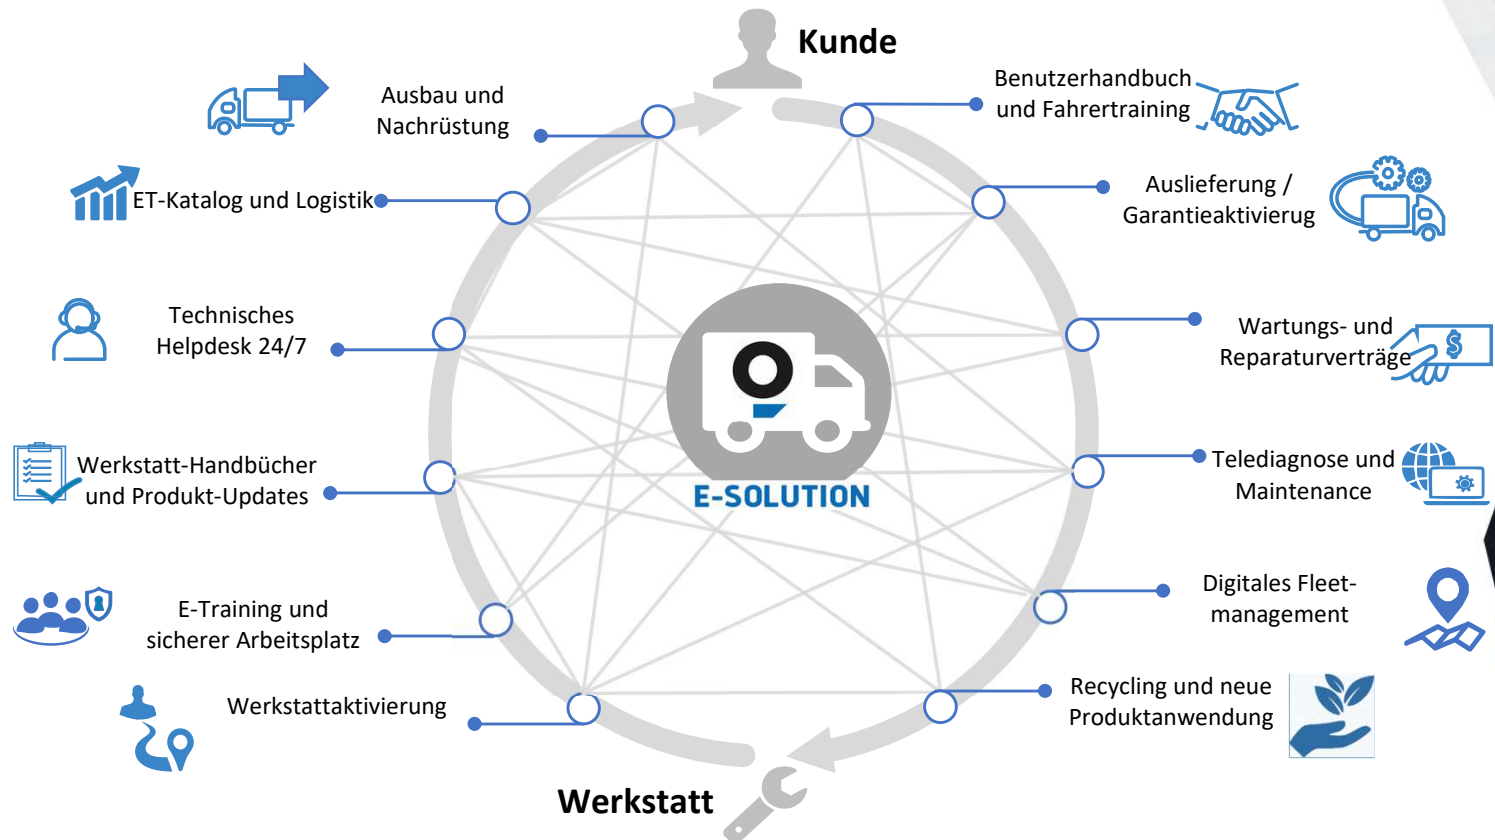 Kunde
Benutzerhandbuch
und Fahrertraining
Auslieferung /
Garantieaktivierug
Wartungs- und
Reparaturverträge
$
Telediagnose und
Maintenance
Digitales Fleet-
management
Recycling und neue
Produktanwendung
Werkstatt
Werkstattaktivierung
E-Training und
sicherer Arbeitsplatz
Werkstatt-Handbücher
und Produkt-Updates
Technisches
Helpdesk 24/7
ET-Katalog und Logistik
Ausbau und
Nachrüstung
E-SOLUTION